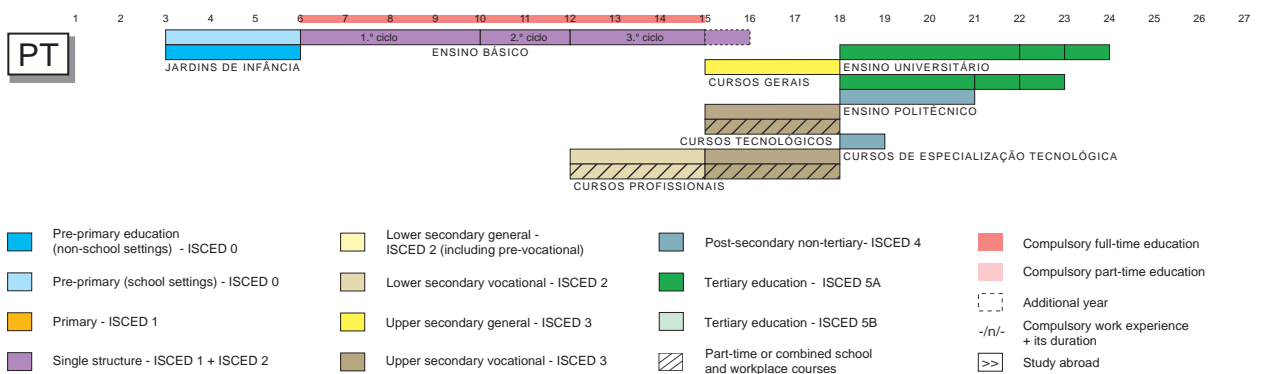 1 2 3 4 5 6 7 8 9 10 11 12 13 14 15 16 17 18 19 20 21 22 23 24 25 26 27
PT
1.° ciclo 2.° ciclo 3.° ciclo
ENSINO BÁSICO
JARDINS DE INFÂNCIA
ENSINO UNIVERSITÁRIO
CURSOS GERAIS
ENSINO POLITÉCNICO
CURSOS TECNOLÓGICOS
CURSOS DE ESPECIALIZAÇÃO TECNOLÓGICA
CURSOS PROFISSIONAIS
Pre-primary education
(non-school settings) - ISCED 0
Pre-primary (school settings) - ISCED 0
Primary - ISCED 1
Single structure - ISCED 1 + ISCED 2
Lower secondary general -
ISCED 2 (including pre-vocational)
Lower secondary vocational - ISCED 2
Upper secondary general - ISCED 3
Upper secondary vocational - ISCED 3
Post-secondary non-tertiary- ISCED 4
Tertiary education - ISCED 5A
Tertiary education - ISCED 5B
Part-time or combined school
and workplace courses
Compulsory full-time education
Compulsory part-time education
Additional year
-/n/- Compulsory work experience
+ its duration
>> Study abroad